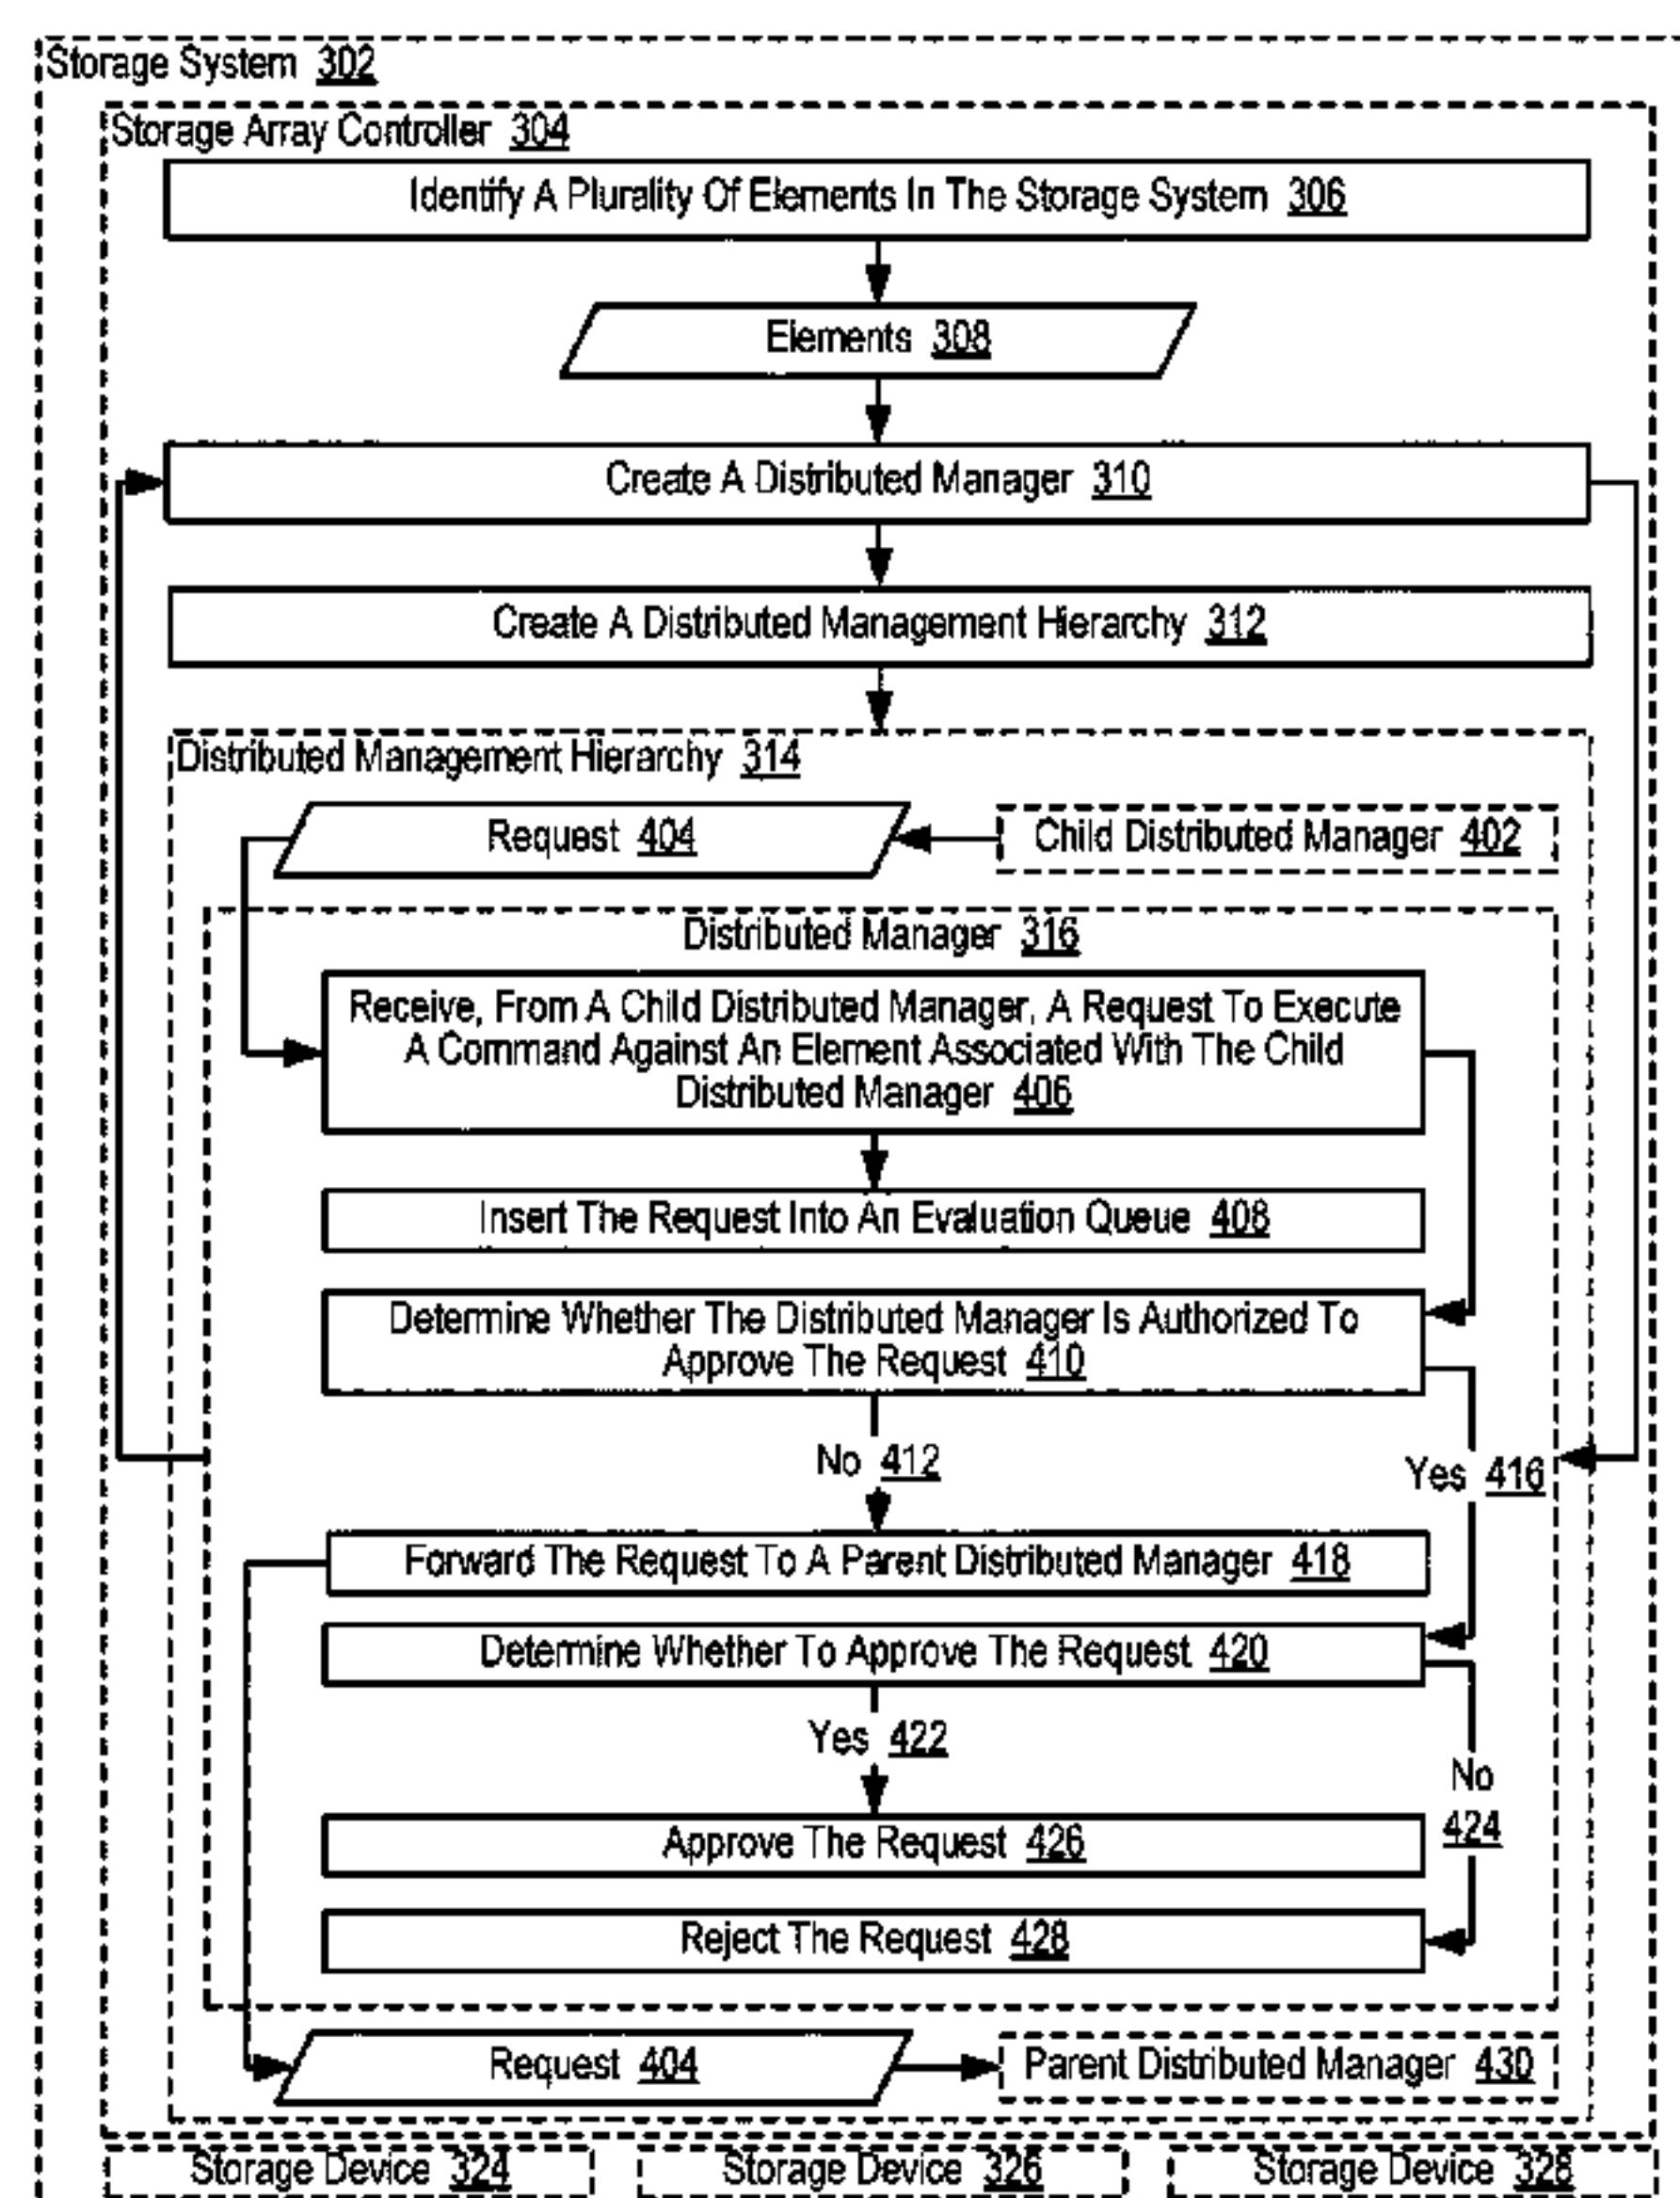 Storage System 302
Storage Array Controller 304
Identify A Plurality Of Elements In The Storage System 306
Elements 308
Create A Distributed Manager 310
Create A Distributed Management Hierarchy 312
Distributed Management Hierarchy 314
Request 404
Child Distributed Manager 402
Distributed Manager 316
Receive, From A Child Distributed Manager, A Request To Execute
A Command Against An Element Associated With The Child
Distributed Manager 406
Insert The Request Into An Evaluation Queue 408
Determine Whether The Distributed Manager Is Authorized To
Approve The Request 410
No 412
Yes 416
Forward The Request To A Parent Distributed Manager 418
Determine Whether To Approve The Request 420
Yes 422
No
424
Approve The Request 426
Reject The Request 428
Request 404
Parent Distributed Manager 430
Storage Device 324
Storage Device 326
Storage Device 328